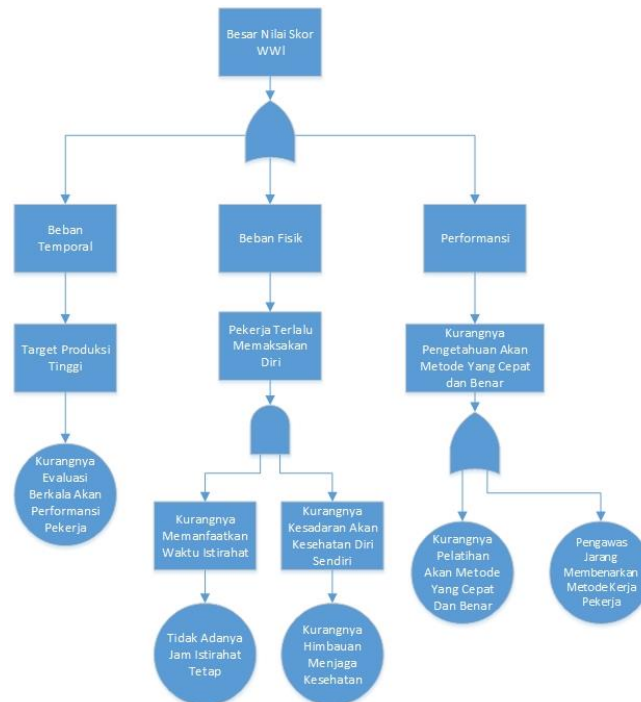 Besar Nilai Skor
WWl
Beban
Temporal
Beban Fisik
Performansi
Target Produksi
Tinggi
Pekerja Terlalu
Memaksakan
Diri
Kurangnya
Pengetahuan Akan
Metode Yang Cepat
dan Benar
Kurangnya
Evaluasi
Berkala Akan
Performansi
Pekerja
Kurangnya
Memanfaatkan
Waktu Istirahat
Kurangnya
Kesadaran Akan
Kesehatan Diri
Sendiri
Kurangnya
Pelatihan
Akan Metode
Yang Cepat
Dan Benar
Pengawas
Jarang
Membenarkan
Metode Kerja
Pekerja
Tidak Adanya
Jam Istirahat
Tetap
Kurangnya
Himbauan
Menjaga
Kesehatan